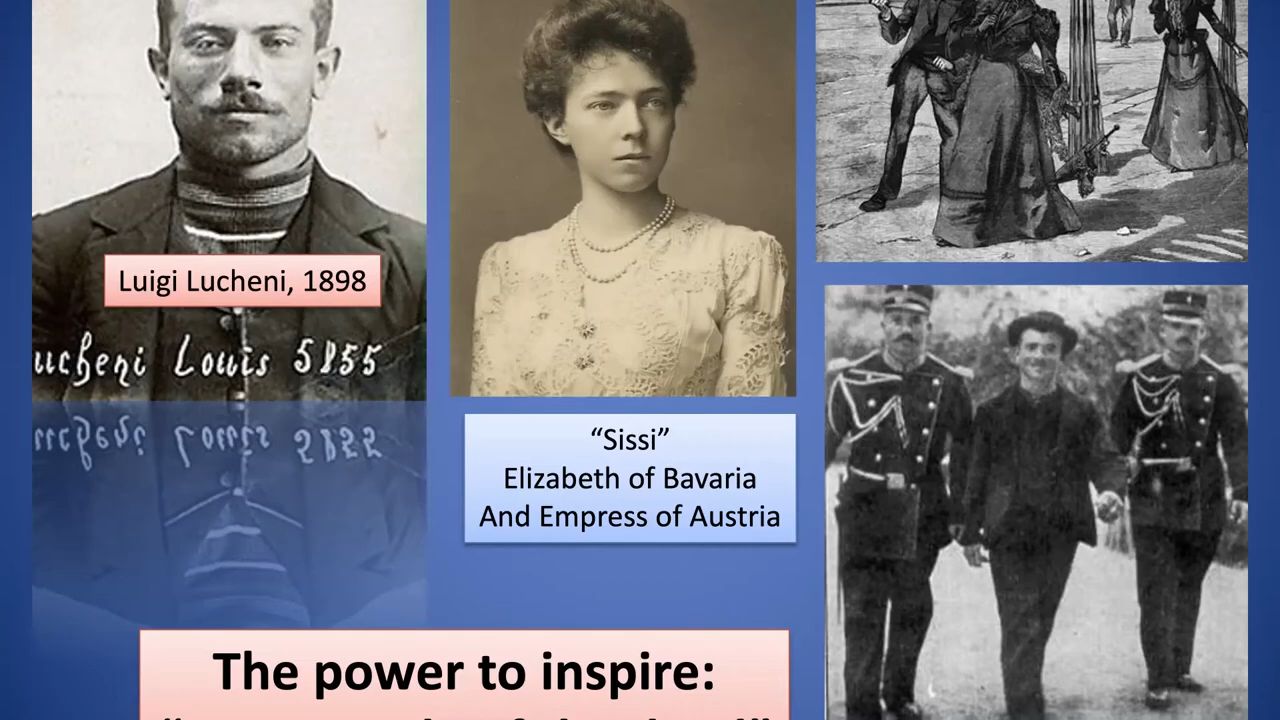 Luigi Lucheni, 1898
ucheni Louis 5855
“Sissi”
Elizabeth of Bavaria
And Empress of Austria
The power to inspire: